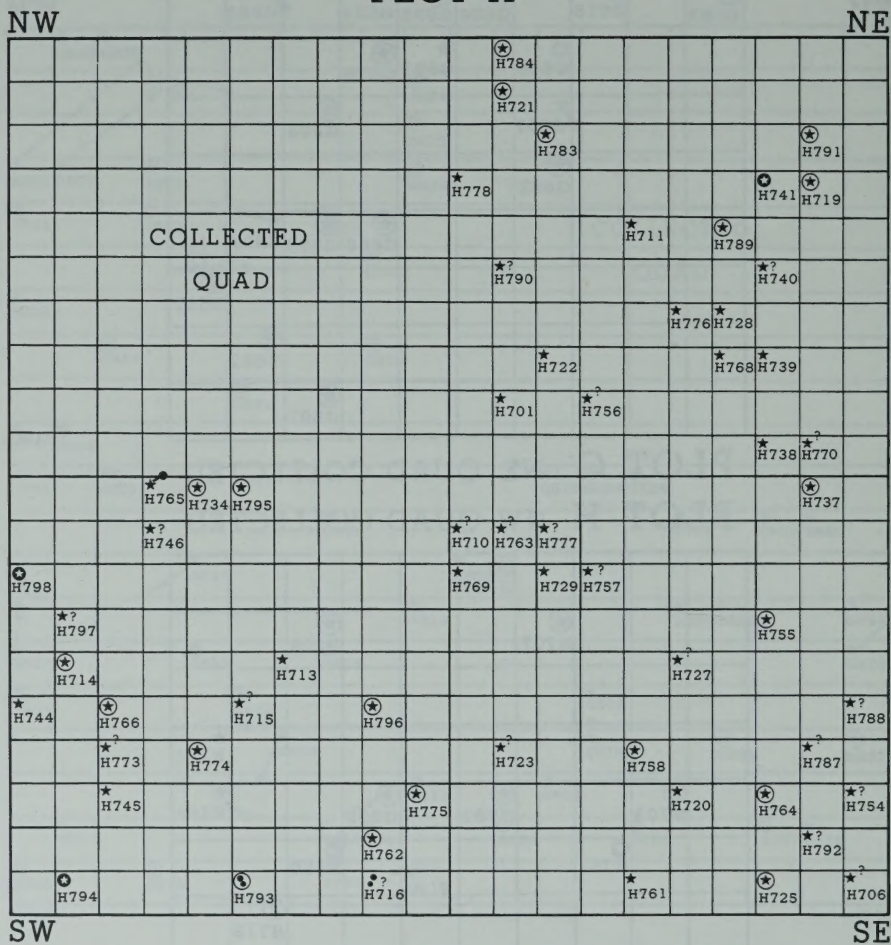 PLOT H
NW NE
H784
H721
H783 H791
H778 H741 H719
COLLECTED H711 H789
QUAD ? H790 ? H740
H776 H728
H722 H768 H739
H701 ? H756
H738 ? H770
H765 H734 H795 H737
? H746 ? H710 ? H763 ? H777
H798 H769 H729 ? H757
? H797 H755
H714 H713 ? H727
H744 H766 ? H715 H796 ? H788
? H773 H774 ? H723 H758 ? H787
H745 H775 H720 H764 ? H754
H762 ? H792
H794 H793 ? H716 H761 H725 ? H706
SW SE